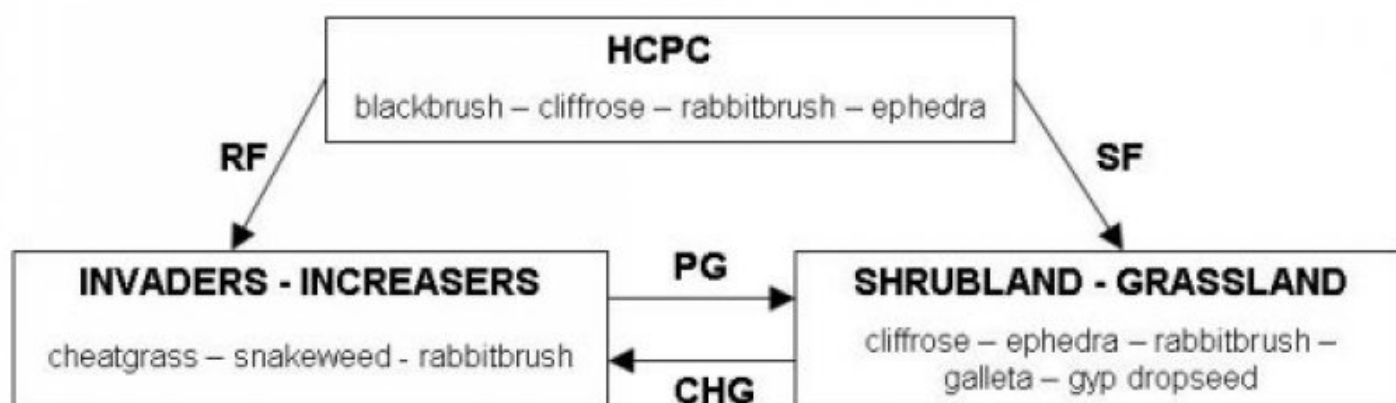 HCPC
blackbrush – cliffrose – rabbitbrush – ephedra
RF
SF
INVADERS - INCREASERS
cheatgrass – snakeweed - rabbitbrush
PG
CHG
SHRUBLAND - GRASSLAND
cliffrose – ephedra – rabbitbrush –
galleta – gyp dropseed